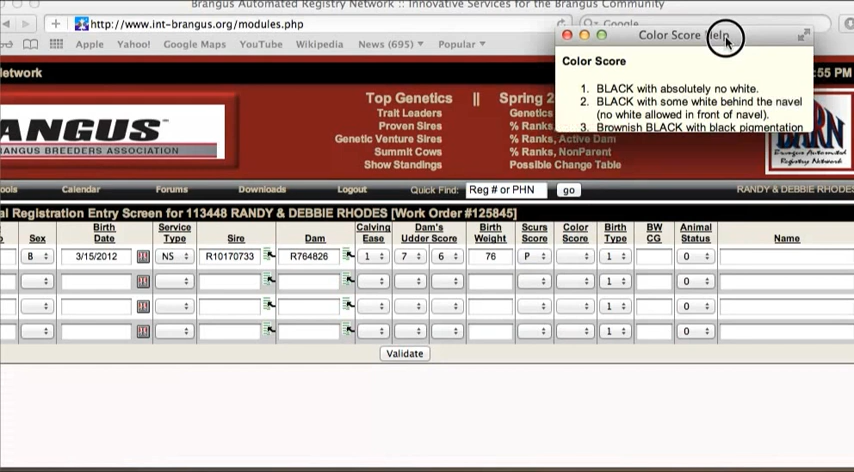 Brangus Automated Registry Network :: Innovative Services for the Brangus Community
http://www.int-brangus.org/modules.php
Google
Apple Yahoo! Google Maps YouTube Wikipedia News (695) Popular
Color Score Help
Color Score
1. BLACK with absolutely no white.
2. BLACK with some white behind the navel
(no white allowed in front of navel).
3. Brownish BLACK with black pigmentation
etwork
:55 PM
ANGUS
BRANGUS BREEDERS ASSOCIATION
Top Genetics || Spring 2
Trait Leaders
Proven Sires
Genetic Venture Sires
Summit Cows
Show Standings
Genetics
% Ranks,
% Ranks, Active Dam
% Ranks, NonParent
Possible Change Table
BARN
Brangus Automated
Registry Network
ools Calendar Forums Downloads Logout Quick Find: Reg # or PHN go RANDY & DEBBIE RHODES
al Registration Entry Screen for 113448 RANDY & DEBBIE RHODES [Work Order #125845]
Sex Birth Date Service Type Sire Dam Calving Ease Dam's Udder Score Birth Weight Scurs Score Color Score Birth Type BW CG Animal Status Name
B 3/15/2012 NS R10170733 R764826 1 7 6 76 P 1 0
1 0
1 0
1 0
Validate